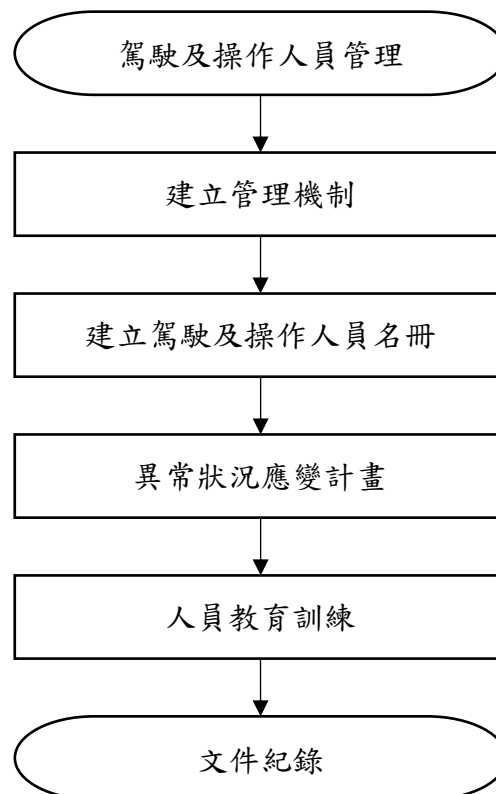 駕駛及操作人員管理
建立管理機制
建立駕駛及操作人員名冊
異常狀況應變計畫
人員教育訓練
文件紀錄